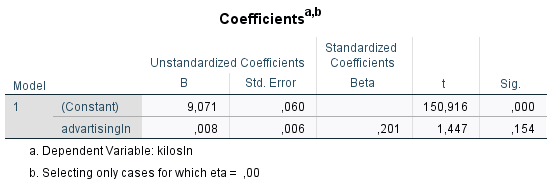 Coefficientsa,b
Unstandardized Coefficients Standardized Coefficients
Model B Std. Error Beta t Sig.
1 (Constant) 9,071 ,060 150,916 ,000
advartisingln ,008 ,006 ,201 1,447 ,154
a. Dependent Variable: kilosln
b. Selecting only cases for which eta = ,00